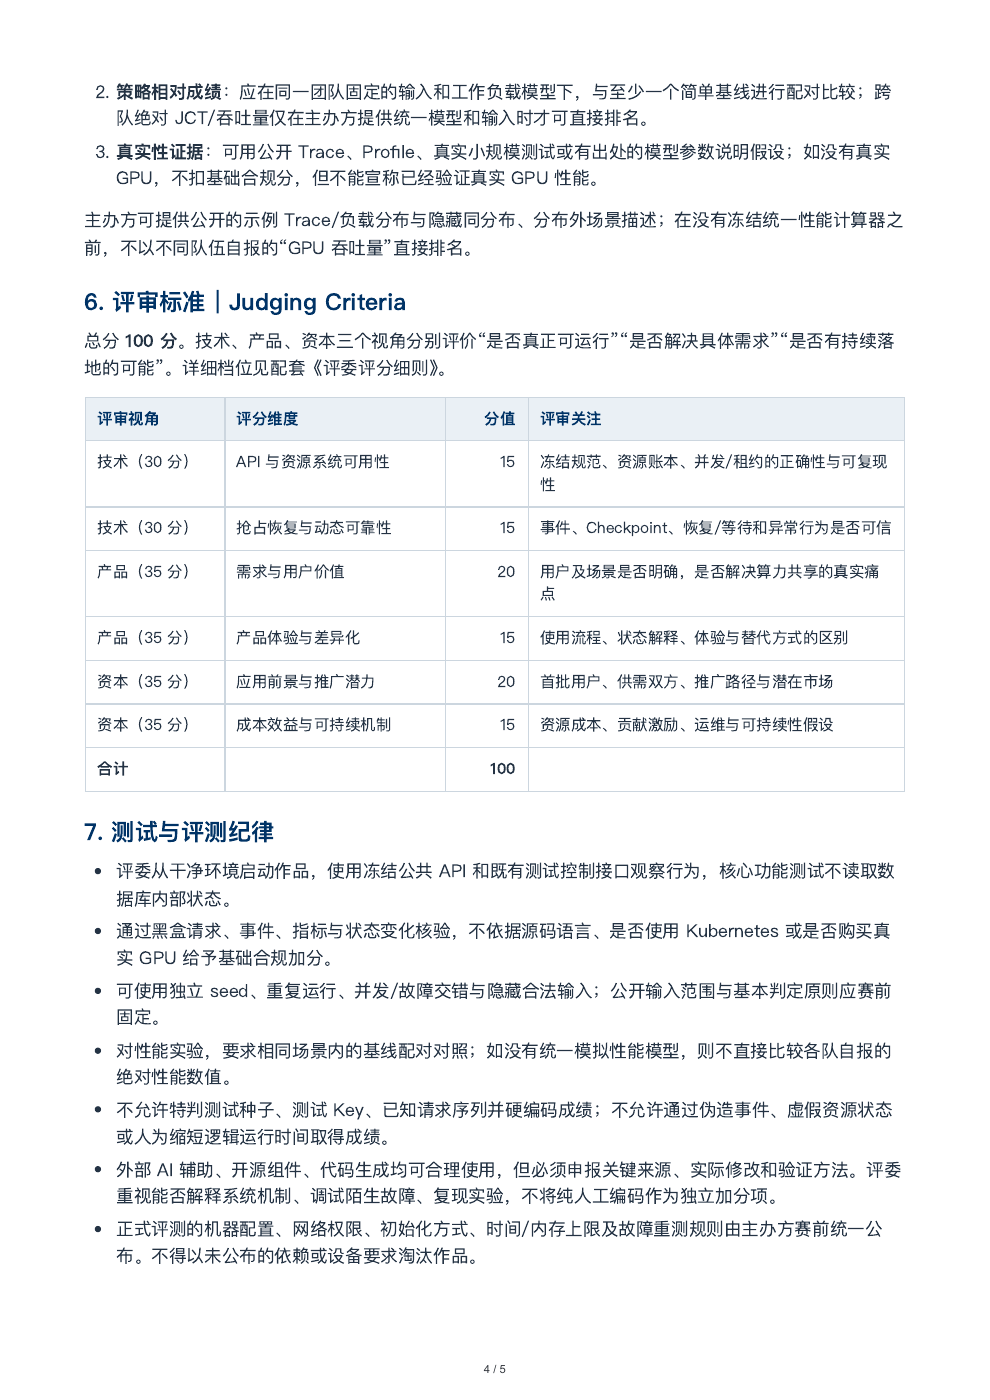 2. 策略相对成绩：应在同一团队固定的输入和工作负载模型下，与至少一个简单基线进行配对比较；跨
队绝对 JCT/吞吐量仅在主办方提供统一模型和输入时才可直接排名。
3. 真实性证据：可用公开 Trace、Profile、真实小规模测试或有出处的模型参数说明假设；如没有真实
GPU，不扣基础合规分，但不能宣称已经验证真实 GPU 性能。
主办方可提供公开的示例 Trace/负载分布与隐藏同分布、分布外场景描述；在没有冻结统一性能计算器之
前，不以不同队伍自报的“GPU 吞吐量”直接排名。
6. 评审标准｜Judging Criteria
总分 100 分。技术、产品、资本三个视角分别评价“是否真正可运行”“是否解决具体需求”“是否有持续落
地的可能”。详细档位见配套《评委评分细则》。
评审视角 评分维度 分值 评审关注
技术（30 分） API 与资源系统可用性 15 冻结规范、资源账本、并发/租约的正确性与可复现
性
技术（30 分） 抢占恢复与动态可靠性 15 事件、Checkpoint、恢复/等待和异常行为是否可信
产品（35 分） 需求与用户价值 20 用户及场景是否明确，是否解决算力共享的真实痛
点
产品（35 分） 产品体验与差异化 15 使用流程、状态解释、体验与替代方式的区别
资本（35 分） 应用前景与推广潜力 20 首批用户、供需双方、推广路径与潜在市场
资本（35 分） 成本效益与可持续机制 15 资源成本、贡献激励、运维与可持续性假设
合计 100
7. 测试与评测纪律
• 评委从干净环境启动作品，使用冻结公共 API 和既有测试控制接口观察行为，核心功能测试不读取数
据库内部状态。
• 通过黑盒请求、事件、指标与状态变化核验，不依据源码语言、是否使用 Kubernetes 或是否购买真
实 GPU 给予基础合规加分。
• 可使用独立 seed、重复运行、并发/故障交错与隐藏合法输入；公开输入范围与基本判定原则应赛前
固定。
• 对性能实验，要求相同场景内的基线配对对照；如没有统一模拟性能模型，则不直接比较各队自报的
绝对性能数值。
• 不允许特判测试种子、测试 Key、已知请求序列并硬编码成绩；不允许通过伪造事件、虚假资源状态
或人为缩短逻辑运行时间取得成绩。
• 外部 AI 辅助、开源组件、代码生成均可合理使用，但必须申报关键来源、实际修改和验证方法。评委
重视能否解释系统机制、调试陌生故障、复现实验，不将纯人工编码作为独立加分项。
• 正式评测的机器配置、网络权限、初始化方式、时间/内存上限及故障重测规则由主办方赛前统一公
布。不得以未公布的依赖或设备要求淘汰作品。
4 / 5